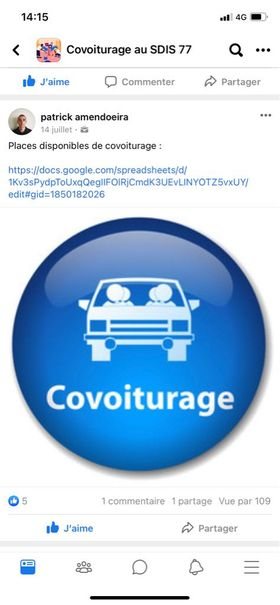 14:15
4G
Covoiturage au SDIS 77
J'aime Commenter Partager
patrick amendoeira
14 juillet ·
Places disponibles de covoiturage :
https://docs.google.com/spreadsheets/d/
1Kv3sPydpToUxqQegIlFOlRjCmdK3UEvLlNYOTZ5vxUY/
edit#gid=1850182026
Covoiturage
5 1 commentaire 1 partage Vue par 109
J'aime Partager